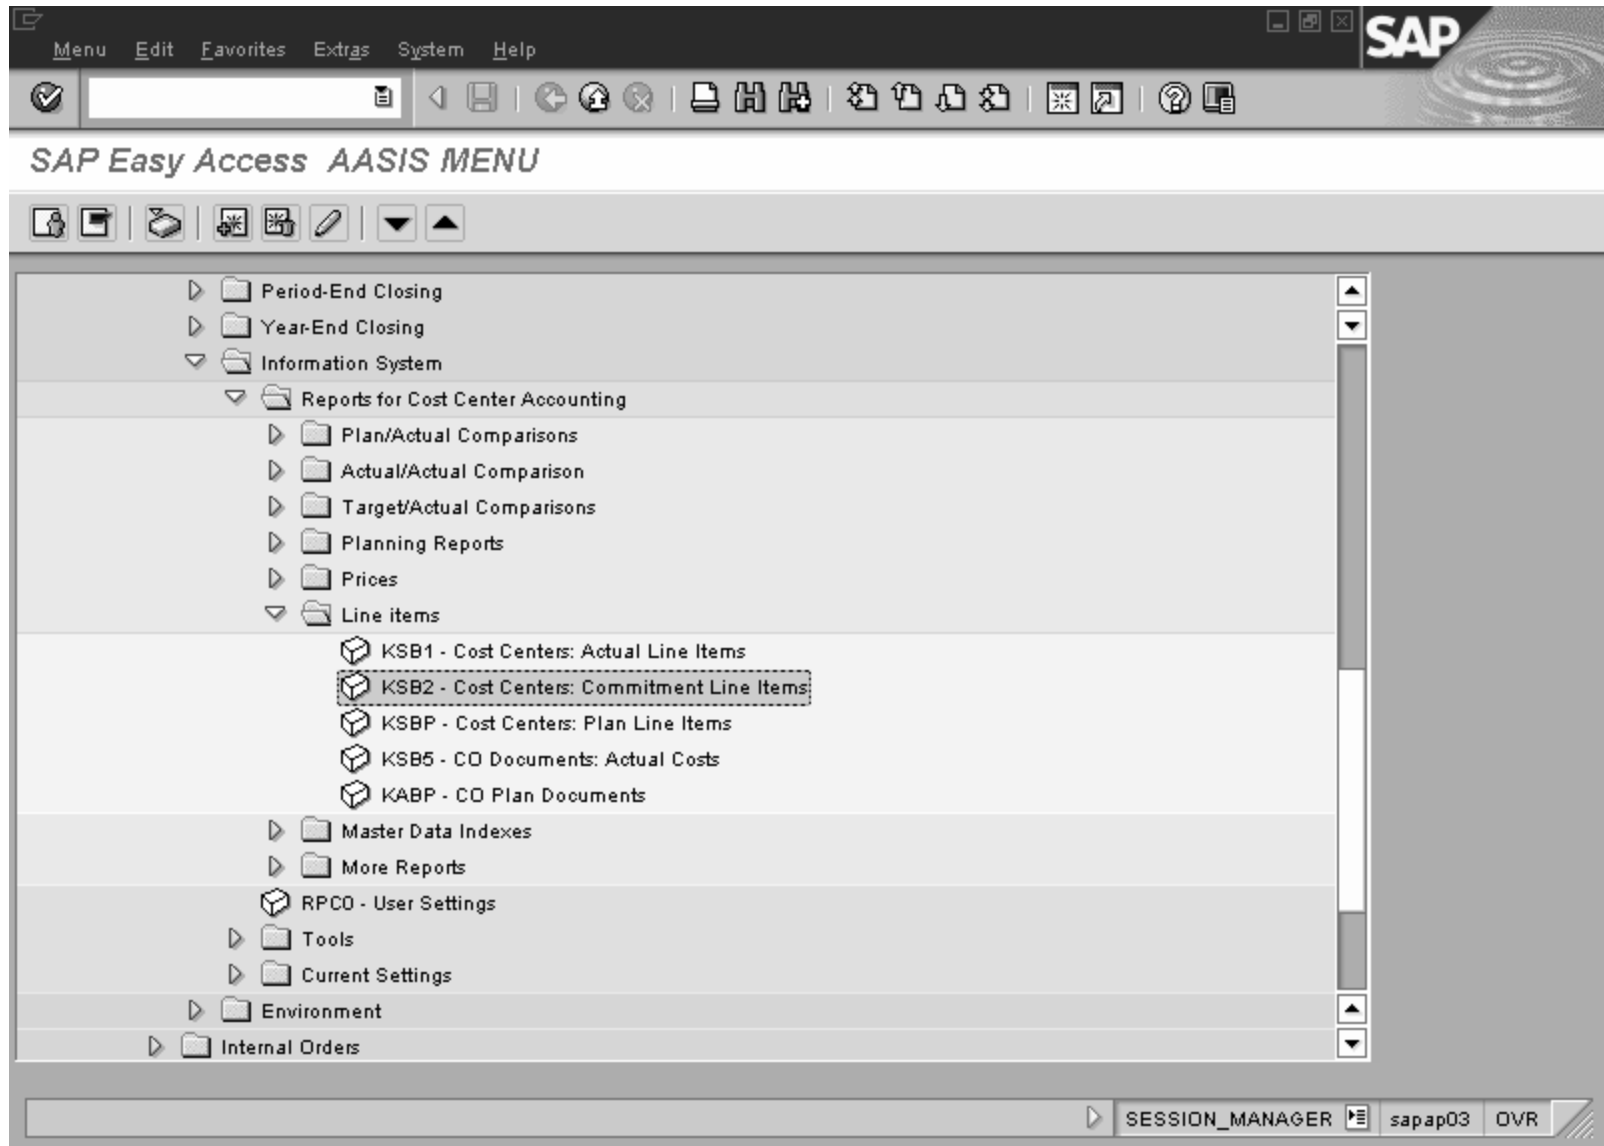 SAP
Menu Edit Favorites Extras System Help
SAP Easy Access AASIS MENU
Period-End Closing
Year-End Closing
Information System
Reports for Cost Center Accounting
Plan/Actual Comparisons
Actual/Actual Comparison
Target/Actual Comparisons
Planning Reports
Prices
Line items
KSB1 - Cost Centers: Actual Line Items
KSB2 - Cost Centers: Commitment Line Items
KSBP - Cost Centers: Plan Line Items
KSB5 - CO Documents: Actual Costs
KABP - CO Plan Documents
Master Data Indexes
More Reports
RPC0 - User Settings
Tools
Current Settings
Environment
Internal Orders
SESSION_MANAGER sapap03 OVR